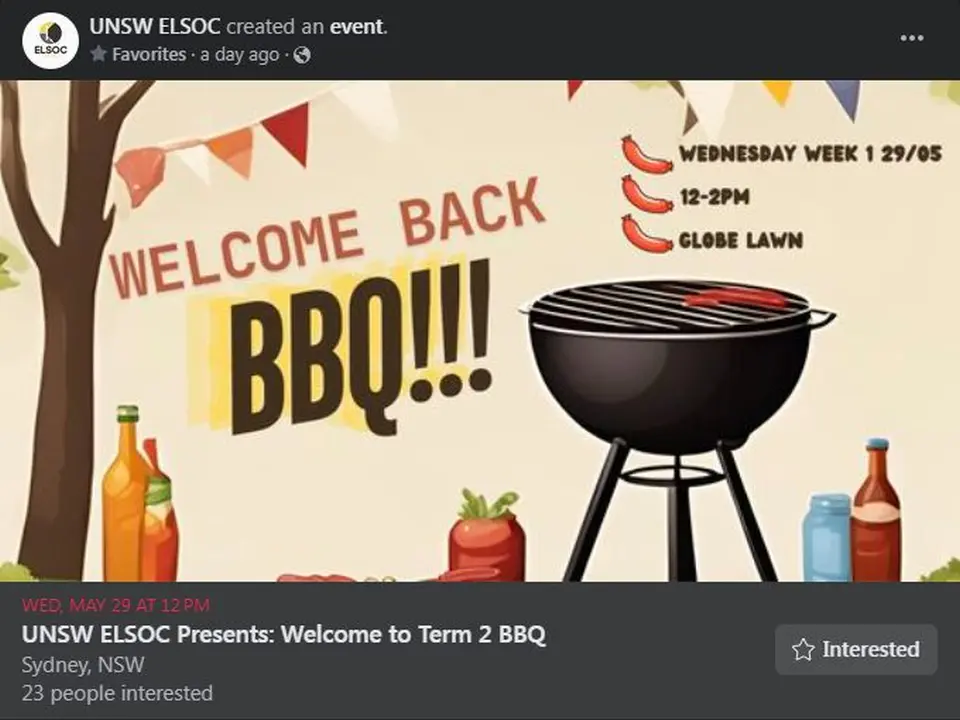 UNSW ELSOC created an event.
Favorites · a day ago ·
ELSOC
WELCOME BACK
BBQ!!!
WEDNESDAY WEEK 1 29/05
12-2PM
GLOBE LAWN
WED, MAY 29 AT 12 PM
UNSW ELSOC Presents: Welcome to Term 2 BBQ
Sydney, NSW
23 people interested
Interested